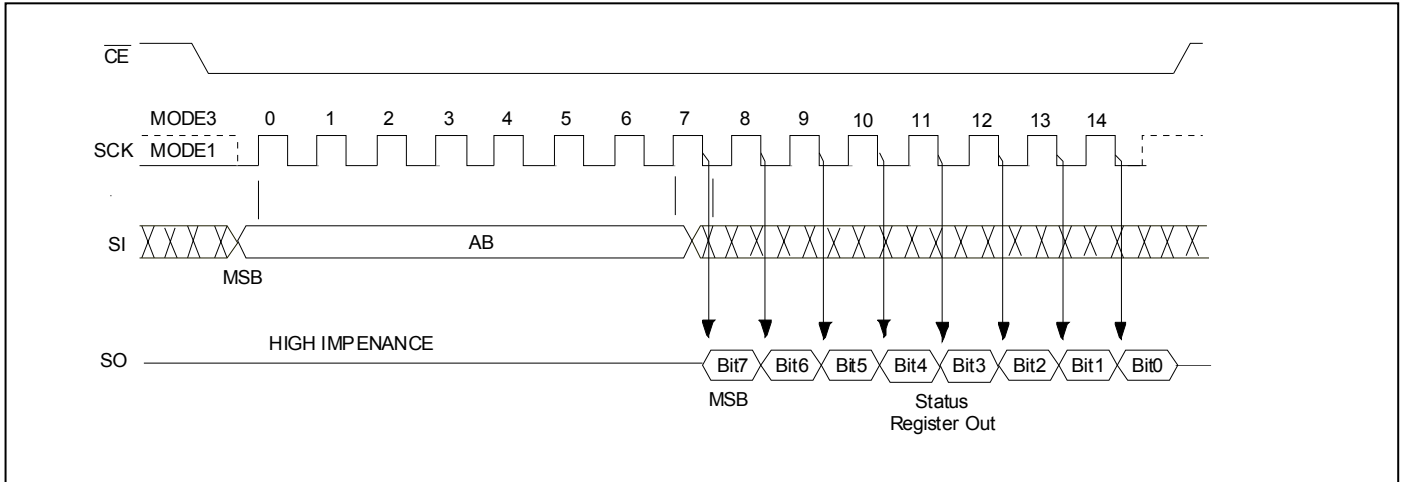 CE
MODE3 0 1 2 3 4 5 6 7 8 9 10 11 12 13 14
SCK MODE1
SI AB
MSB
HIGH IMPENANCE
SO Bit7 Bit6 Bit5 Bit4 Bit3 Bit2 Bit1 Bit0
MSB Status
Register Out